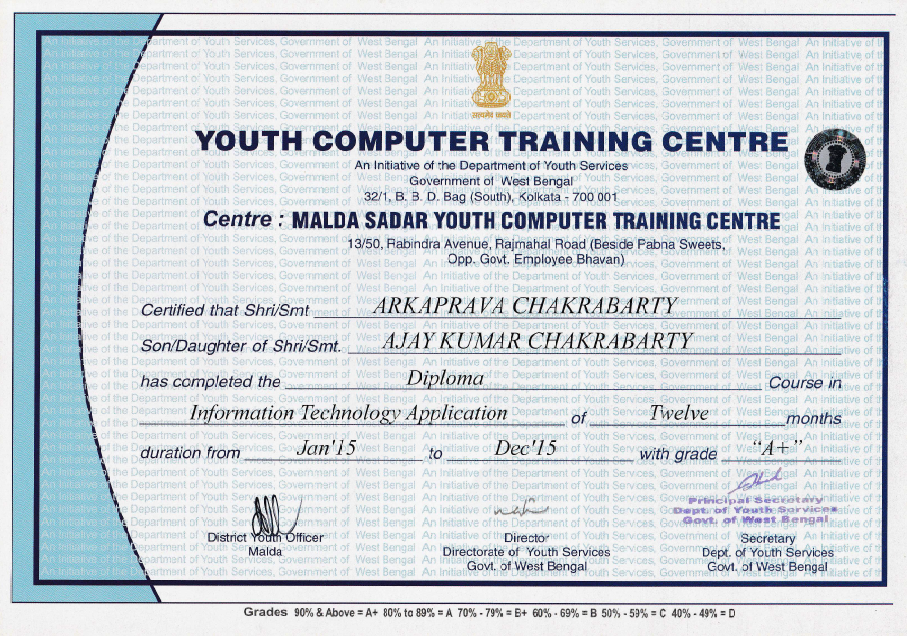 सत्यमेव जयते
YOUTH COMPUTER TRAINING CENTRE
An Initiative of the Department of Youth Services
Government of West Bengal
32/1, B. B. D. Bag (South), Kolkata - 700 001
Centre : MALDA SADAR YOUTH COMPUTER TRAINING CENTRE
13/50, Rabindra Avenue, Rajmahal Road (Beside Pabna Sweets,
Opp. Govt. Employee Bhavan)
Certified that Shri/Smt ARKAPRAVA CHAKRABARTY
Son/Daughter of Shri/Smt. AJAY KUMAR CHAKRABARTY
has completed the Diploma Course in
Information Technology Application of Twelve months
duration from Jan'15 to Dec'15 with grade "A+"
Principal Secretary
Dept. of Youth Services
Govt. of West Bengal
District Youth Officer
Malda
Director
Directorate of Youth Services
Govt. of West Bengal
Secretary
Dept. of Youth Services
Govt. of West Bengal
Grades 90% & Above = A+ 80% to 89% = A 70% - 79% = B+ 60% - 69% = B 50% - 59% = C 40% - 49% = D